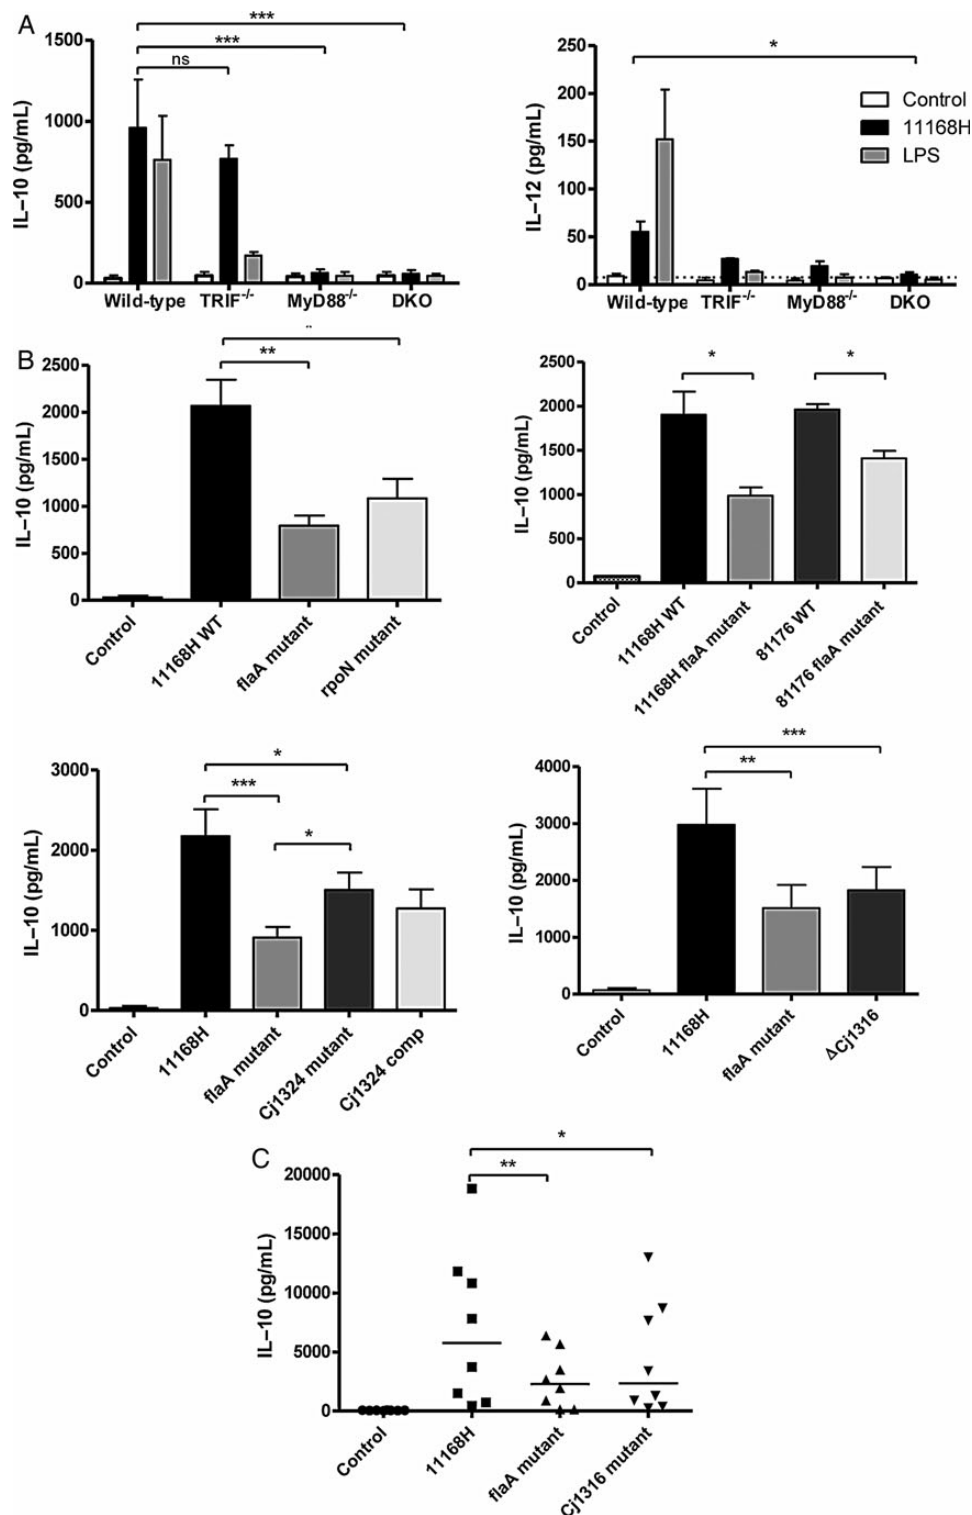 A
***
***
ns
1500
1000
500
0
IL–10 (pg/mL)
Wild-type TRIF-/- MyD88-/- DKO
*
250
200
150
100
50
0
IL–12 (pg/mL)
Control
11168H
LPS
Wild-type TRIF-/- MyD88-/- DKO
B
**
2500
2000
1500
1000
500
0
IL–10 (pg/mL)
Control
11168H WT
flaA mutant
rpoN mutant
* *
2500
2000
1500
1000
500
0
IL–10 (pg/mL)
Control
11168H WT
11168H flaA mutant
81176 WT
81176 flaA mutant
*
***
*
3000
2000
1000
0
IL–10 (pg/mL)
Control
11168H
flaA mutant
Cj1324 mutant
Cj1324 comp
***
**
4000
3000
2000
1000
0
IL–10 (pg/mL)
Control
11168H
flaA mutant
ΔCj1316
C
*
**
20000
15000
10000
5000
0
IL–10 (pg/mL)
Control
11168H
flaA mutant
Cj1316 mutant